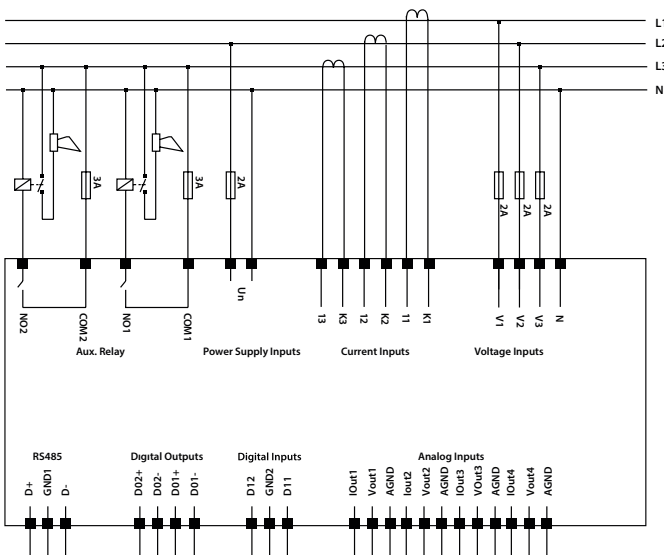 L1
L2
L3
N
3A
3A
2A
2A
2A
2A
Un
NO2
COM2
NO1
COM1
I3
K3
I2
K2
I1
K1
V1
V2
V3
N
Aux. Relay
Power Supply Inputs
Current Inputs
Voltage Inputs
RS485
Dıgıtal Outputs
Digital Inputs
Analog Inputs
D+
GND1
D-
D02+
D02-
D01+
D01-
D12
GND2
D11
IOut1
Vout1
AGND
Iout2
Vout2
AGND
IOut3
VOut3
AGND
IOut4
Vout4
AGND